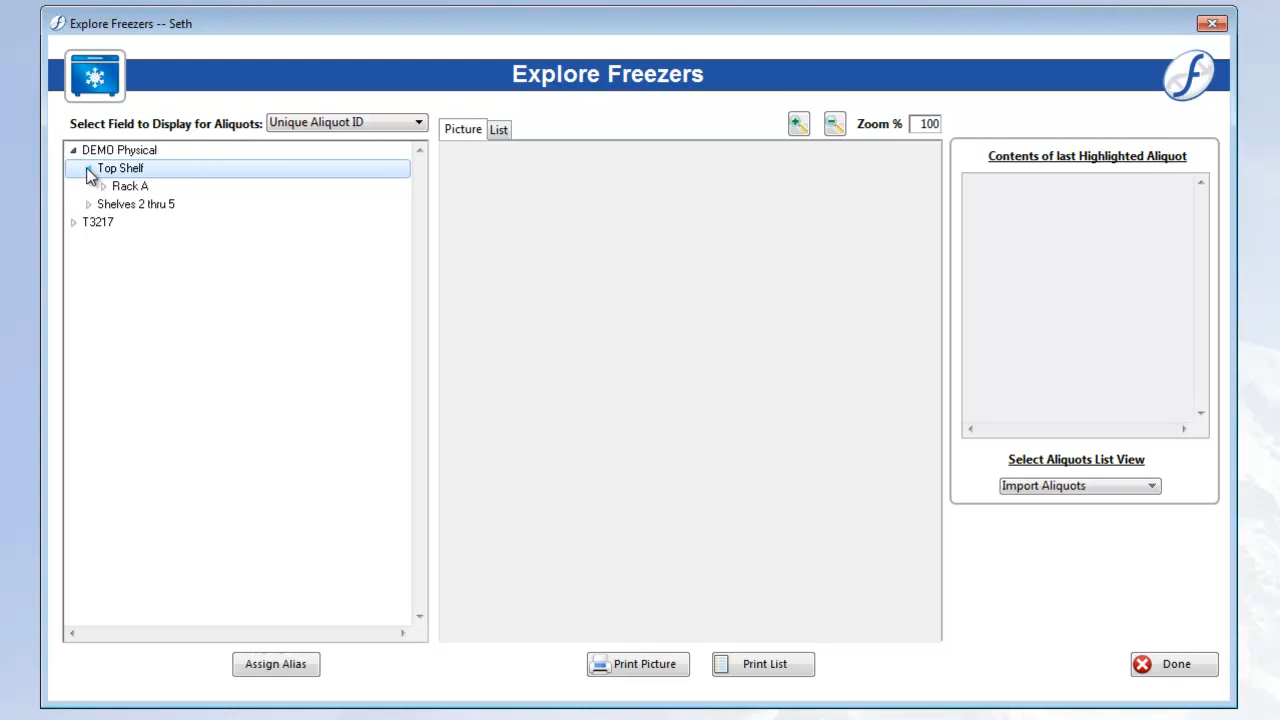 Explore Freezers -- Seth
Explore Freezers
Select Field to Display for Aliquots: Unique Aliquot ID
Picture List
Zoom % 100
DEMO Physical
Top Shelf
Rack A
Shelves 2 thru 5
T3217
Contents of last Highlighted Aliquot
Select Aliquots List View
Import Aliquots
Assign Alias
Print Picture
Print List
Done